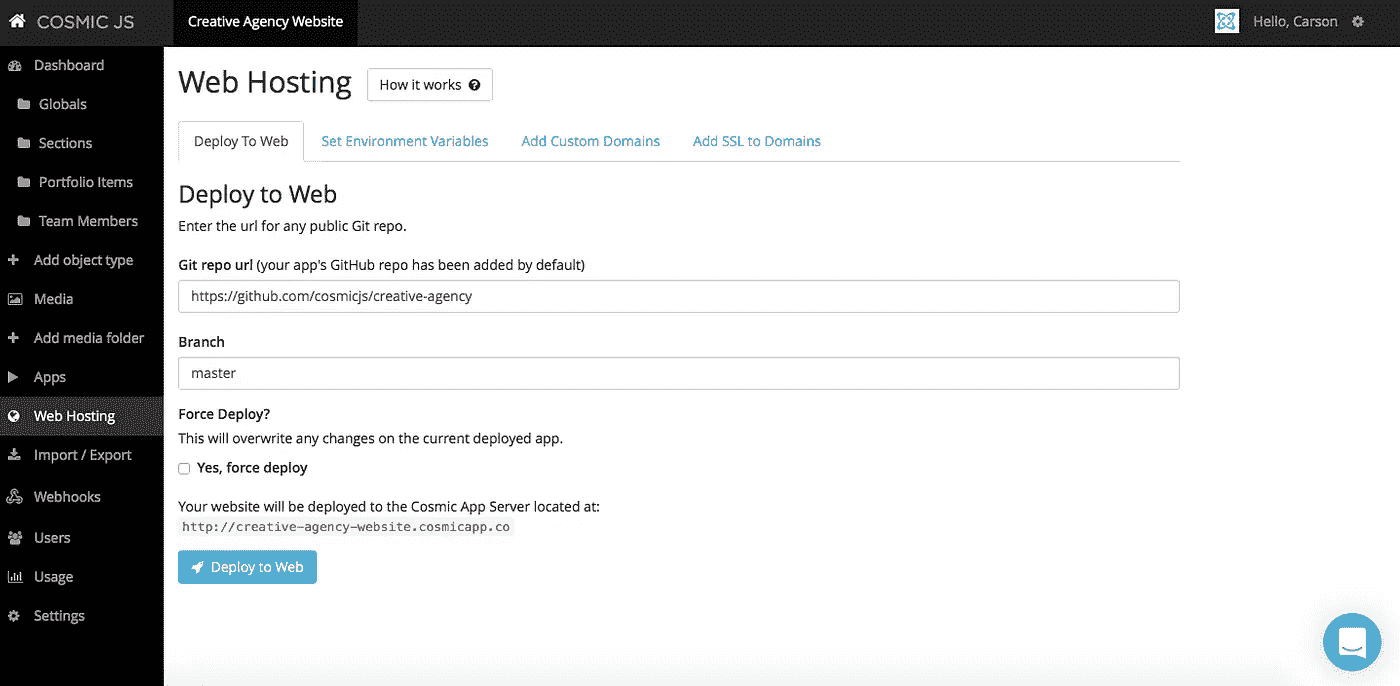 COSMIC JS
Creative Agency Website
Hello, Carson
Dashboard
Globals
Sections
Portfolio Items
Team Members
Add object type
Media
Add media folder
Apps
Web Hosting
Import / Export
Webhooks
Users
Usage
Settings
Web Hosting
How it works ?
Deploy To Web
Set Environment Variables
Add Custom Domains
Add SSL to Domains
Deploy to Web
Enter the url for any public Git repo.
Git repo url (your app's GitHub repo has been added by default)
https://github.com/cosmicjs/creative-agency
Branch
master
Force Deploy?
This will overwrite any changes on the current deployed app.
Yes, force deploy
Your website will be deployed to the Cosmic App Server located at:
http://creative-agency-website.cosmicapp.co
Deploy to Web